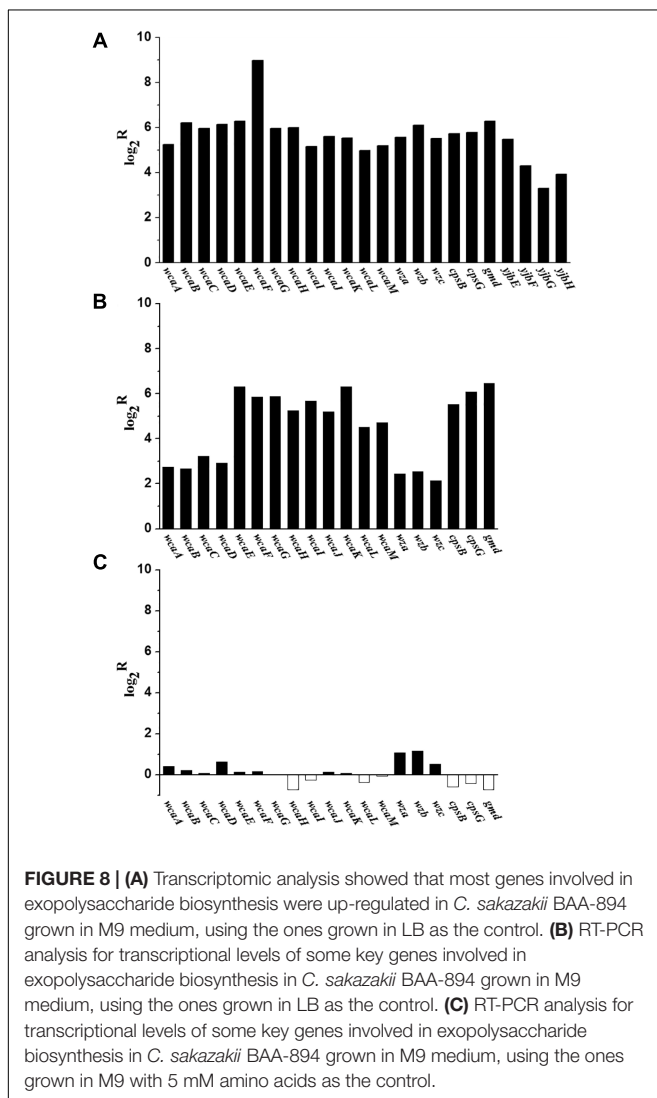 A
10
8
6
4
2
0
log2R
wcaA wcaB wcaC wcaD wcaE wcaF wcaG wcaH wcaI wcaJ wcaK wcaL wcaM wza wzb wzc cpsB cpsG gmd yjbE yjbF yjbG yjbH
B
10
8
6
4
2
0
log2R
wcaA wcaB wcaC wcaD wcaE wcaF wcaG wcaH wcaI wcaJ wcaK wcaL wcaM wza wzb wzc cpsB cpsG gmd
C
10
8
6
4
2
0
log2R
wcaA wcaB wcaC wcaD wcaE wcaF wcaG wcaH wcaI wcaJ wcaK wcaL wcaM wza wzb wzc cpsB cpsG gmd
FIGURE 8 | (A) Transcriptomic analysis showed that most genes involved in
exopolysaccharide biosynthesis were up-regulated in C. sakazakii BAA-894
grown in M9 medium, using the ones grown in LB as the control. (B) RT-PCR
analysis for transcriptional levels of some key genes involved in
exopolysaccharide biosynthesis in C. sakazakii BAA-894 grown in M9
medium, using the ones grown in LB as the control. (C) RT-PCR analysis for
transcriptional levels of some key genes involved in exopolysaccharide
biosynthesis in C. sakazakii BAA-894 grown in M9 medium, using the ones
grown in M9 with 5 mM amino acids as the control.